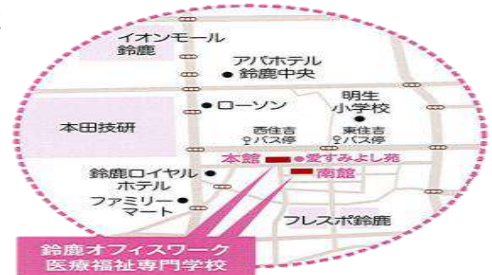 イオンモール
鈴鹿
アパホテル
鈴鹿中央
ローソン
明生
小学校
本田技研
西住吉
バス停
東住吉
バス停
本館
愛すみよし苑
南館
鈴鹿ロイヤル
ホテル
ファミリー
マート
フレスポ鈴鹿
鈴鹿オフィスワーク
医療福祉専門学校